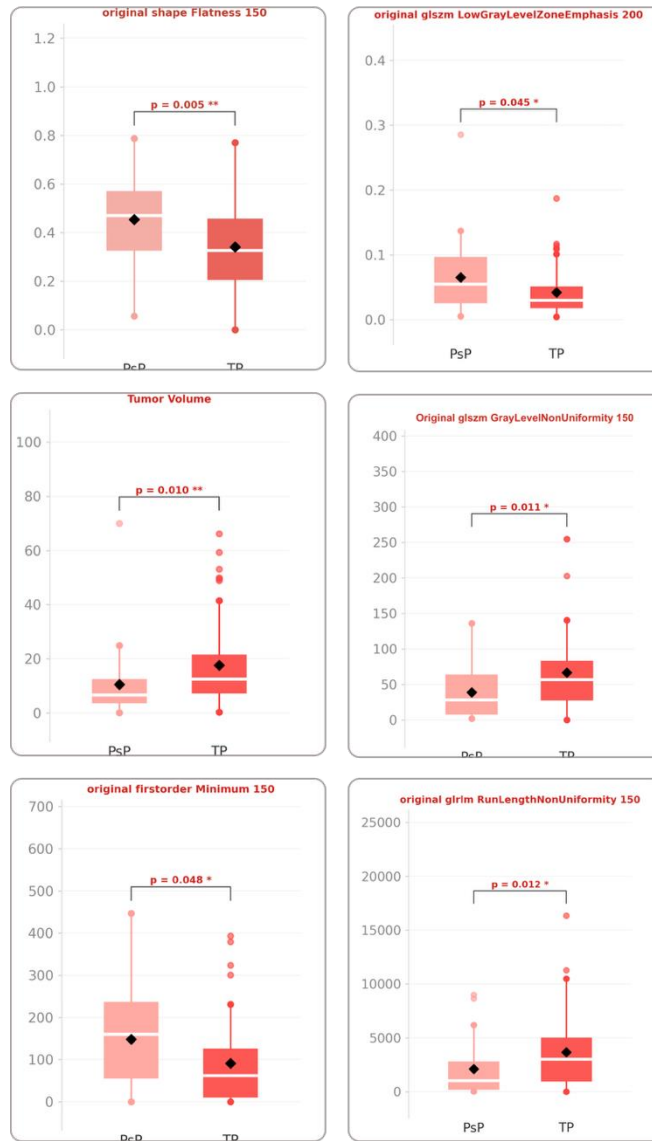 original shape Flatness 150
1.2
1.0
0.8
0.6
0.4
0.2
0.0
p = 0.005 **
PsP TP
original glszm LowGrayLevelZoneEmphasis 200
0.4
0.3
0.2
0.1
0.0
p = 0.045 *
PsP TP
Tumor Volume
100
80
60
40
20
0
p = 0.010 **
PsP TP
Original glszm GrayLevelNonUniformity 150
400
350
300
250
200
150
100
50
0
p = 0.011 *
PsP TP
original firstorder Minimum 150
700
600
500
400
300
200
100
0
p = 0.048 *
PsP TP
original glrlm RunLengthNonUniformity 150
25000
20000
15000
10000
5000
0
p = 0.012 *
PsP TP